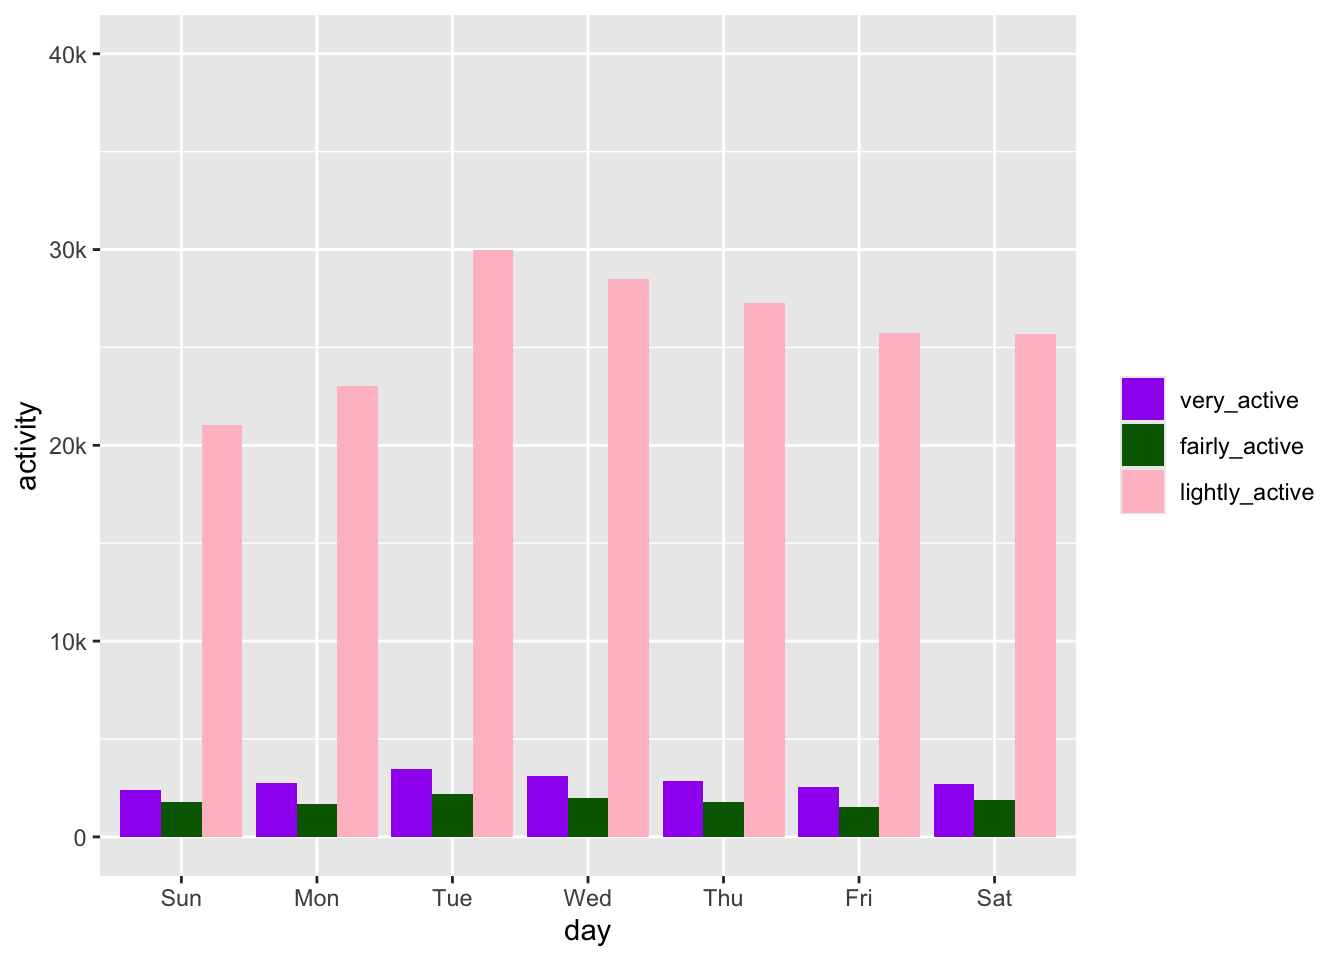 40k
30k
20k
10k
0
activity
Sun Mon Tue Wed Thu Fri Sat
day
very_active
fairly_active
lightly_active